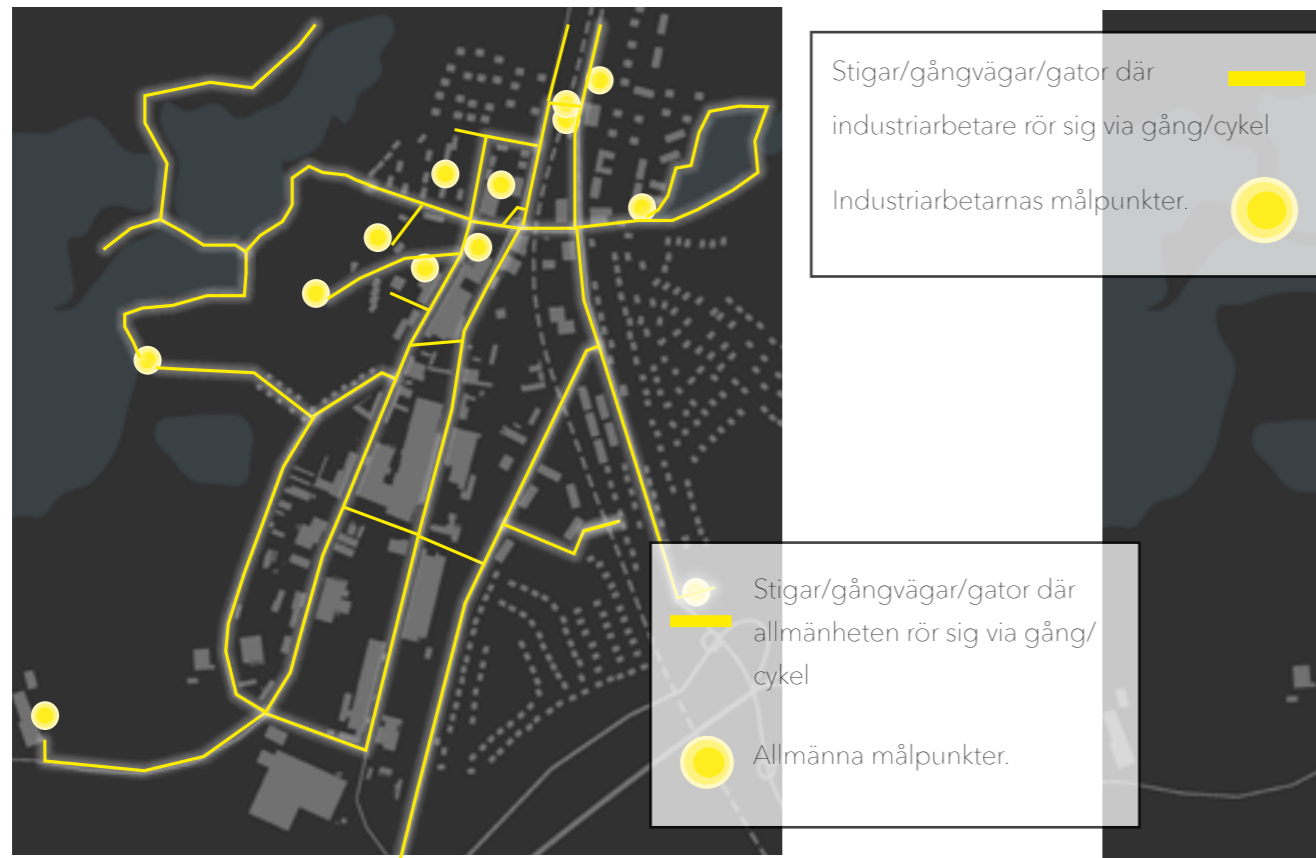 Stigar/gångvägar/gator där
industriarbetare rör sig via gång/cykel
Industriarbetarnas målpunkter.
Stigar/gångvägar/gator där
allmänheten rör sig via gång/
cykel
Allmänna målpunkter.